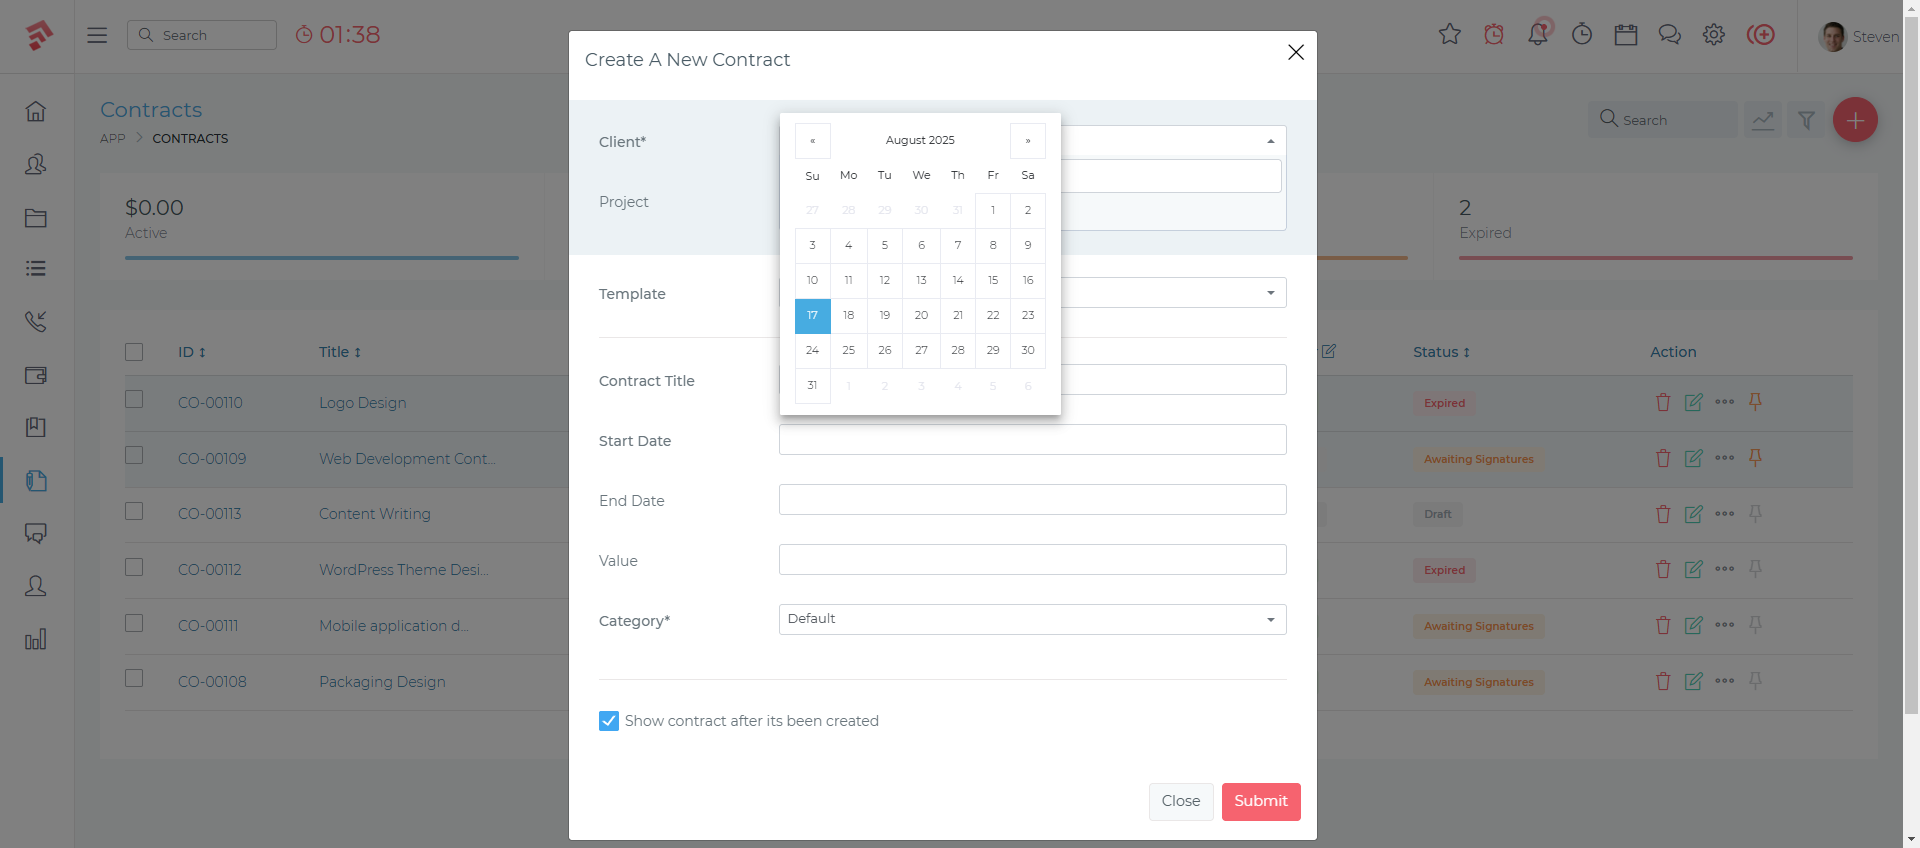 Search
01:38
Steven
Contracts
APP
CONTRACTS
Search
$0.00
Active
2
Expired
ID
Title
Status
Action
CO-00110
Logo Design
Expired
CO-00109
Web Development Cont...
Awaiting Signatures
CO-00113
Content Writing
Draft
CO-00112
WordPress Theme Desi...
Expired
CO-00111
Mobile application d...
Awaiting Signatures
CO-00108
Packaging Design
Awaiting Signatures
Create A New Contract
Client*
Project
Template
Contract Title
Start Date
End Date
Value
Category*
Default
Show contract after its been created
Close
Submit
« August 2025 »
Su Mo Tu We Th Fr Sa
27 28 29 30 31 1 2
3 4 5 6 7 8 9
10 11 12 13 14 15 16
17 18 19 20 21 22 23
24 25 26 27 28 29 30
31 1 2 3 4 5 6